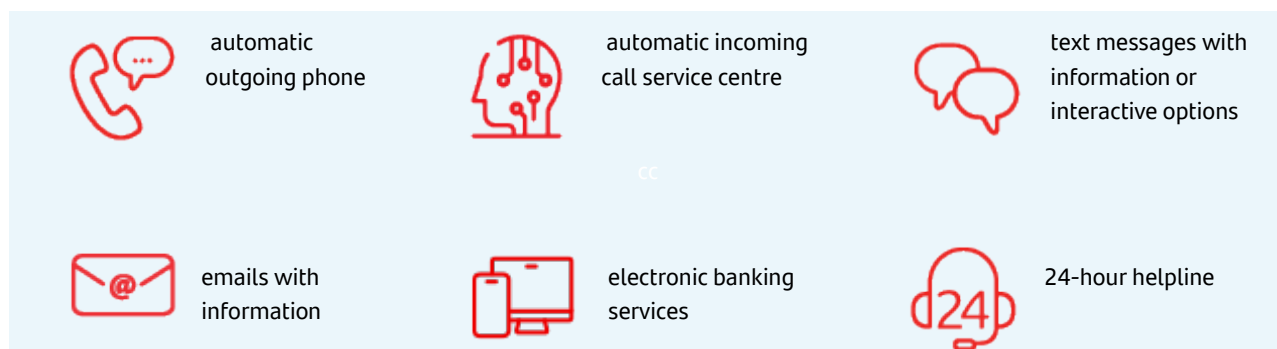 automatic
outgoing phone
automatic incoming
call service centre
text messages with
information or
interactive options
cc
emails with
information
@
electronic banking
services
24-hour helpline
24